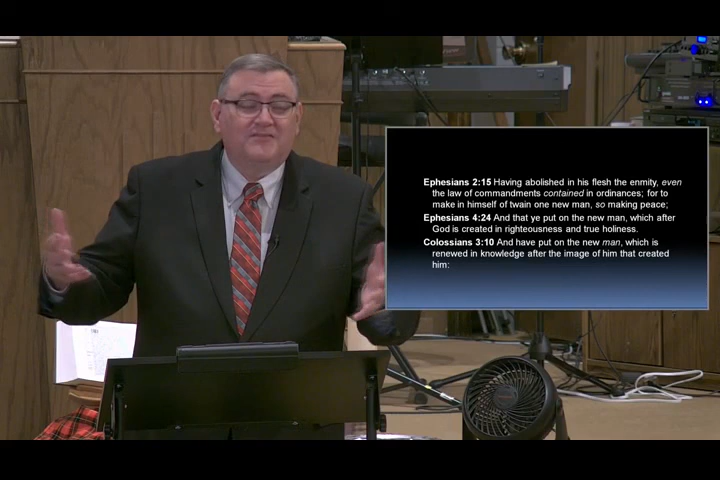 Ephesians 2:15 Having abolished in his flesh the enmity, even
the law of commandments contained in ordinances; for to
make in himself of twain one new man, so making peace;
Ephesians 4:24 And that ye put on the new man, which after
God is created in righteousness and true holiness.
Colossians 3:10 And have put on the new man, which is
renewed in knowledge after the image of him that created
him: